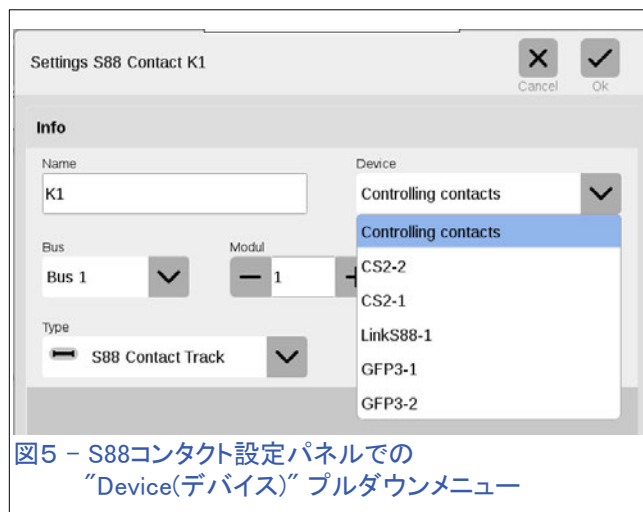 Settings S88 Contact K1
Cancel
Ok
Info
Name
Device
K1
Controlling contacts
Controlling contacts
Bus
Modul
CS2-2
Bus 1
1
CS2-1
Type
LinkS88-1
S88 Contact Track
GFP3-1
GFP3-2
図5 - S88コンタクト設定パネルでの
"Device(デバイス)" プルダウンメニュー